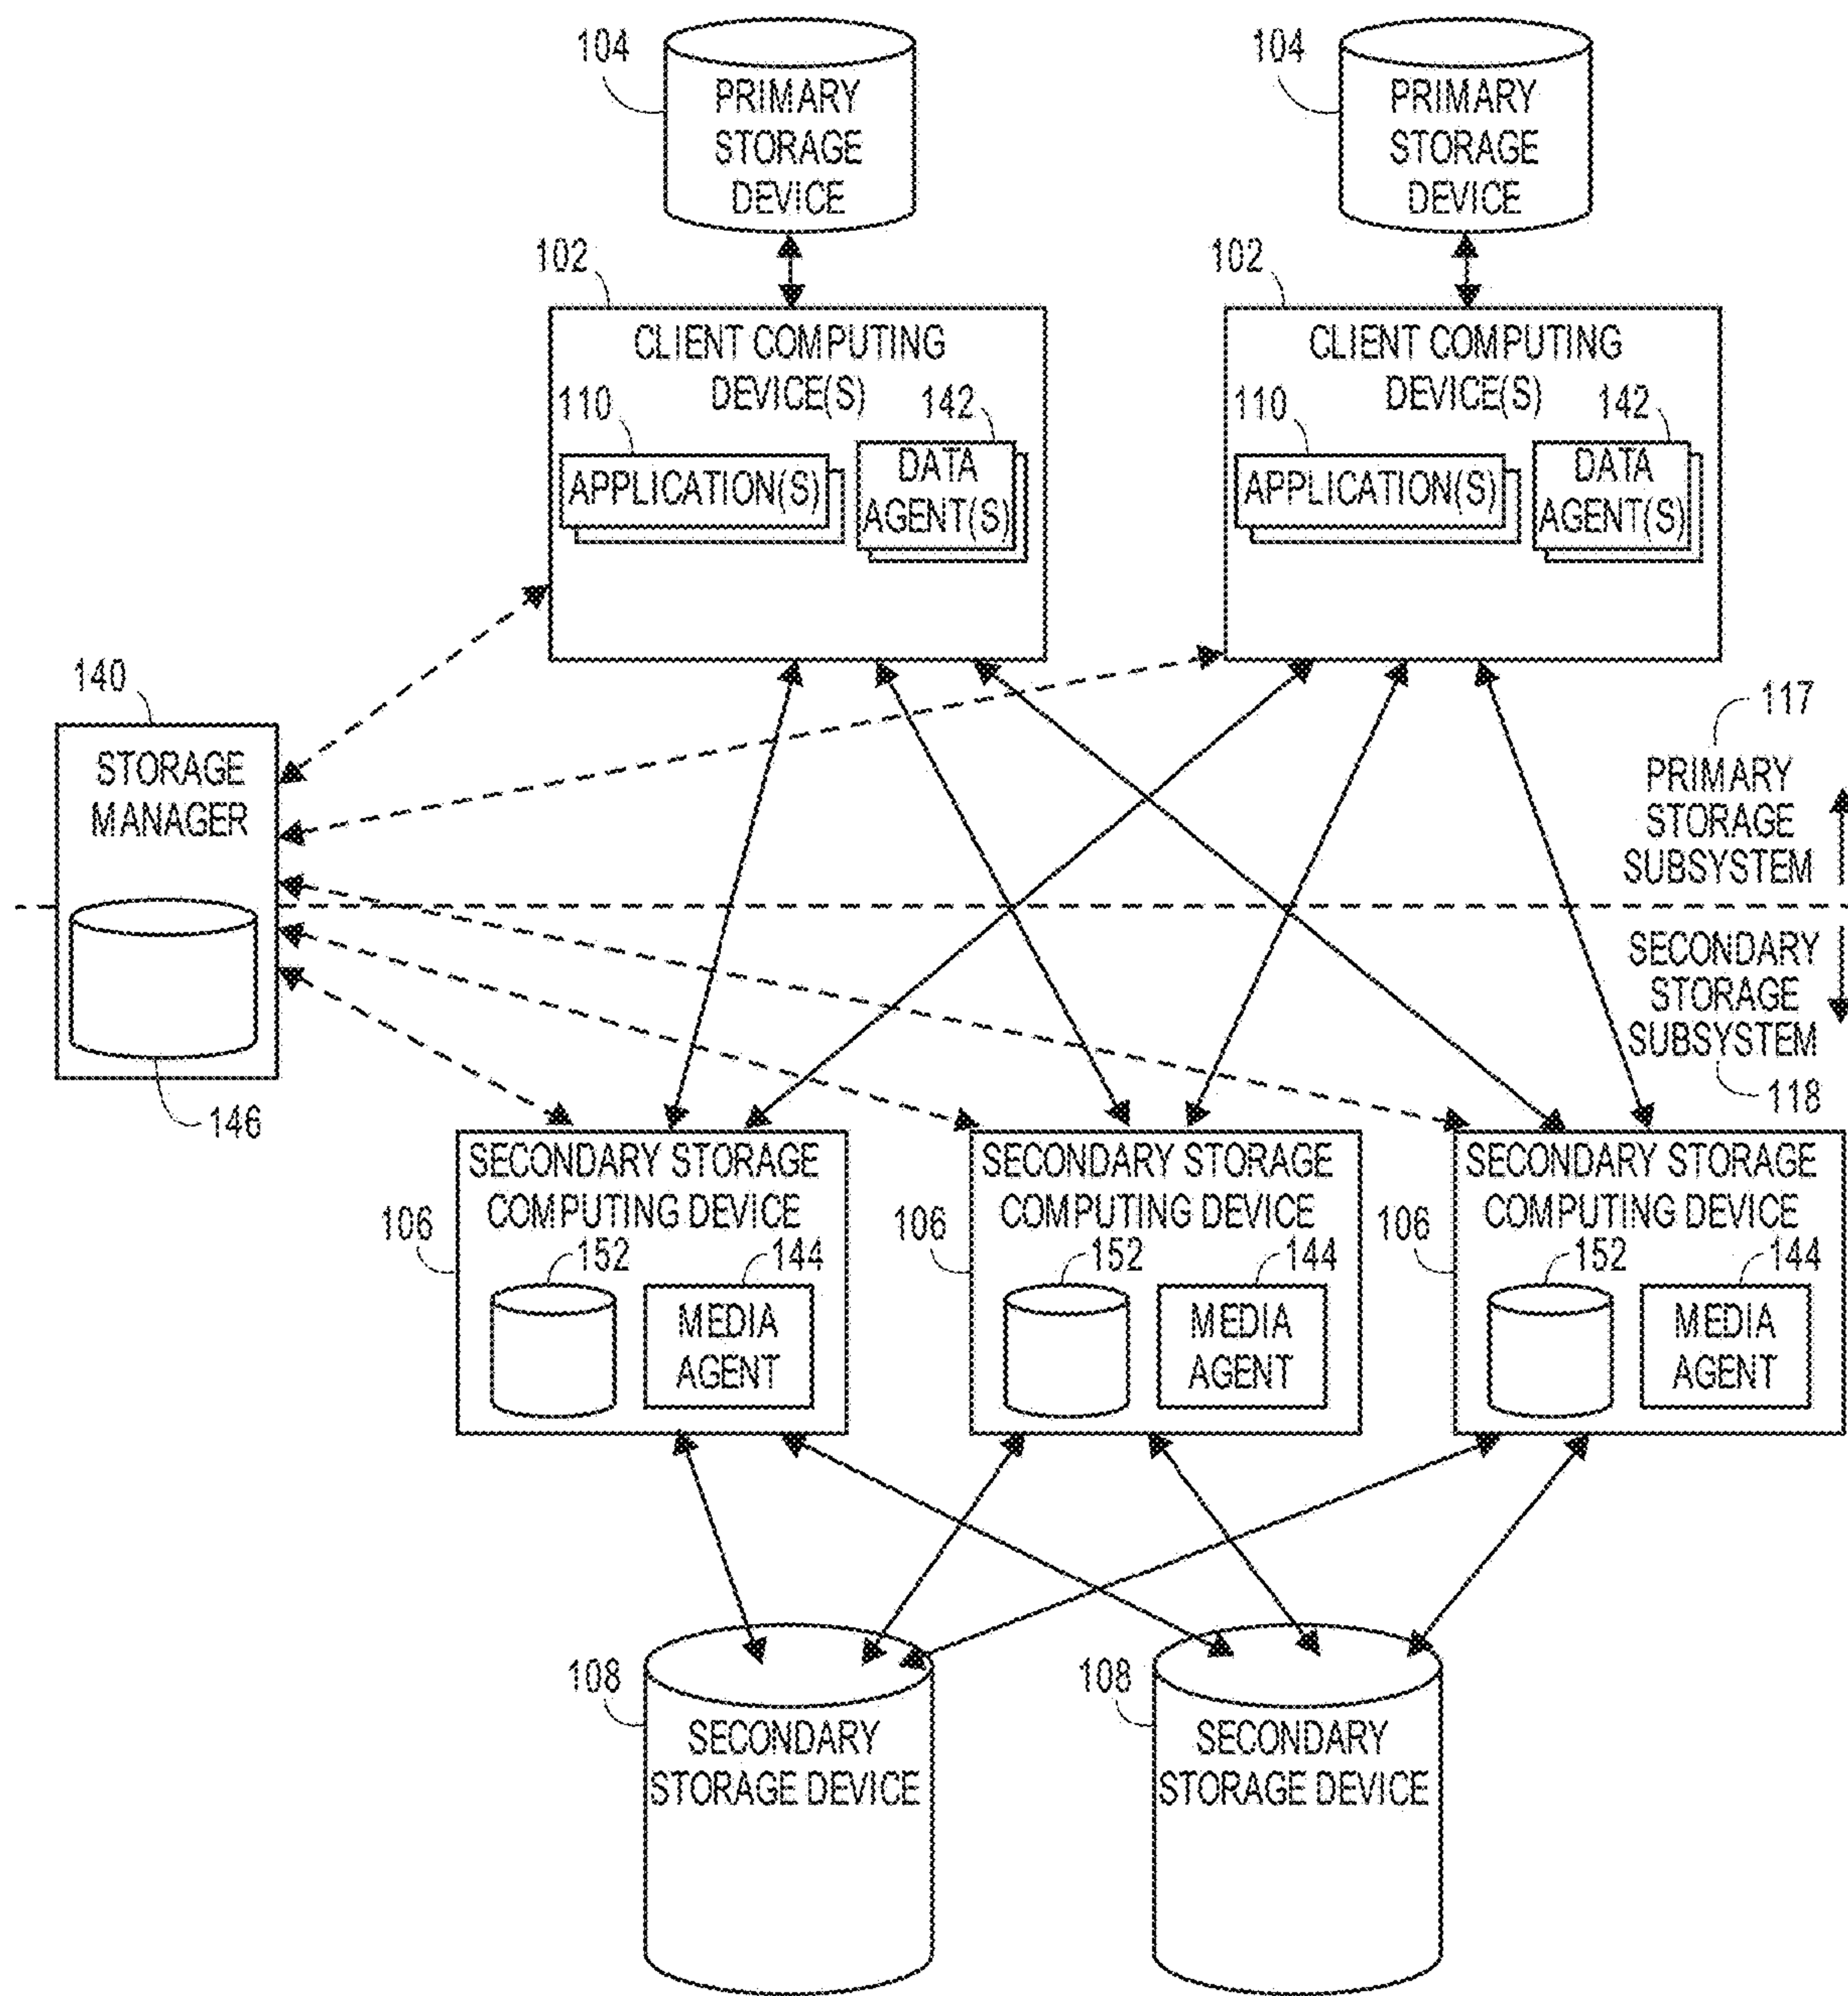 104
PRIMARY
STORAGE
DEVICE
104
PRIMARY
STORAGE
DEVICE
102
CLIENT COMPUTING
DEVICE(S)
110
142
APPLICATION(S)
DATA
AGENT(S)
102
CLIENT COMPUTING
DEVICE(S)
110
142
APPLICATION(S)
DATA
AGENT(S)
140
STORAGE
MANAGER
146
117
PRIMARY
STORAGE
SUBSYSTEM
SECONDARY
STORAGE
SUBSYSTEM
118
SECONDARY STORAGE
COMPUTING DEVICE
106
152
144
MEDIA
AGENT
SECONDARY STORAGE
COMPUTING DEVICE
106
152
144
MEDIA
AGENT
SECONDARY STORAGE
COMPUTING DEVICE
106
152
144
MEDIA
AGENT
108
SECONDARY
STORAGE DEVICE
108
SECONDARY
STORAGE DEVICE